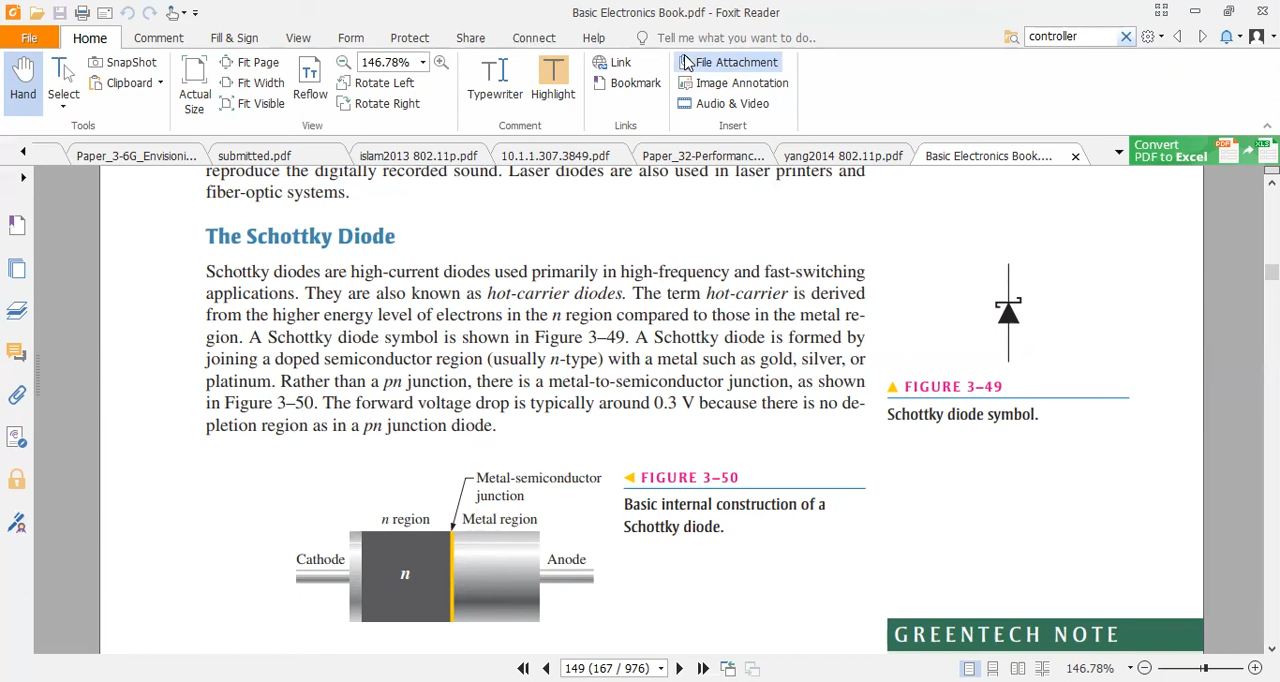 Basic Electronics Book.pdf - Foxit Reader
File
Home
Comment
Fill & Sign
View
Form
Protect
Share
Connect
Help
Tell me what you want to do..
controller
Hand
Select
SnapShot
Clipboard
Tools
Actual Size
Fit Page
Fit Width
Fit Visible
Reflow
146.78%
Rotate Left
Rotate Right
View
Typewriter
Highlight
Comment
Link
Bookmark
Links
File Attachment
Image Annotation
Audio & Video
Insert
Paper_3-6G_Envisioni...
submitted.pdf
islam2013 802.11p.pdf
10.1.1.307.3849.pdf
Paper_32-Performanc...
yang2014 802.11p.pdf
Basic Electronics Book....
Convert
PDF to Excel
reproduce the digitally recorded sound. Laser diodes are also used in laser printers and
fiber-optic systems.
The Schottky Diode
Schottky diodes are high-current diodes used primarily in high-frequency and fast-switching
applications. They are also known as hot-carrier diodes. The term hot-carrier is derived
from the higher energy level of electrons in the n region compared to those in the metal re-
gion. A Schottky diode symbol is shown in Figure 3–49. A Schottky diode is formed by
joining a doped semiconductor region (usually n-type) with a metal such as gold, silver, or
platinum. Rather than a pn junction, there is a metal-to-semiconductor junction, as shown
in Figure 3–50. The forward voltage drop is typically around 0.3 V because there is no de-
pletion region as in a pn junction diode.
FIGURE 3–49
Schottky diode symbol.
Metal-semiconductor
junction
n region
Metal region
Cathode
n
Anode
FIGURE 3–50
Basic internal construction of a
Schottky diode.
GREENTECH NOTE
149 (167 / 976)
146.78%